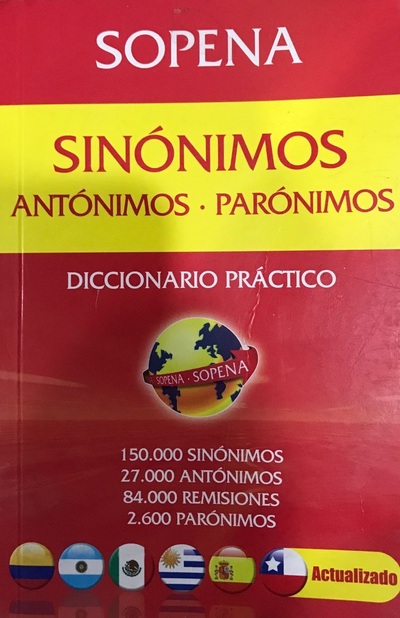 SOPENA
SINÓNIMOS
ANTÓNIMOS · PARÓNIMOS
DICCIONARIO PRÁCTICO
SOPENA · SOPENA
150.000 SINÓNIMOS
27.000 ANTÓNIMOS
84.000 REMISIONES
2.600 PARÓNIMOS
Actualizado